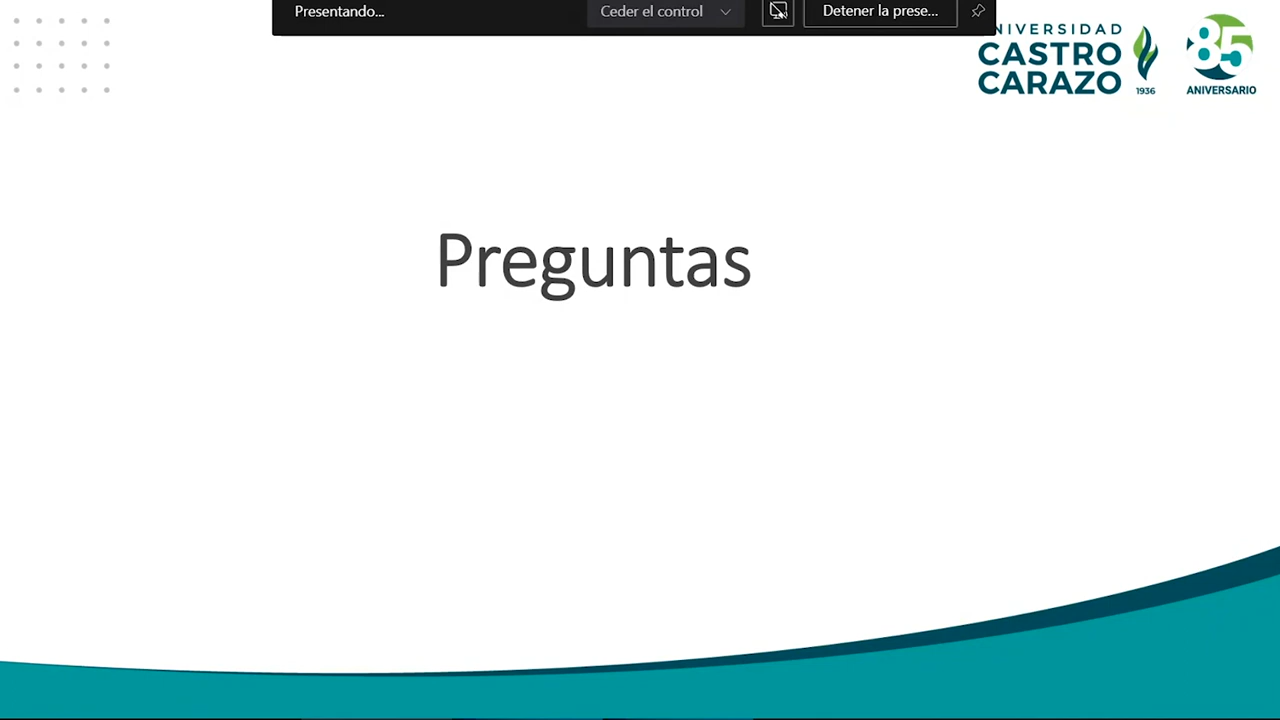 Presentando...
Ceder el control
Detener la prese...
NIVERSIDAD
CASTRO
CARAZO
1936
85
ANIVERSARIO
Preguntas